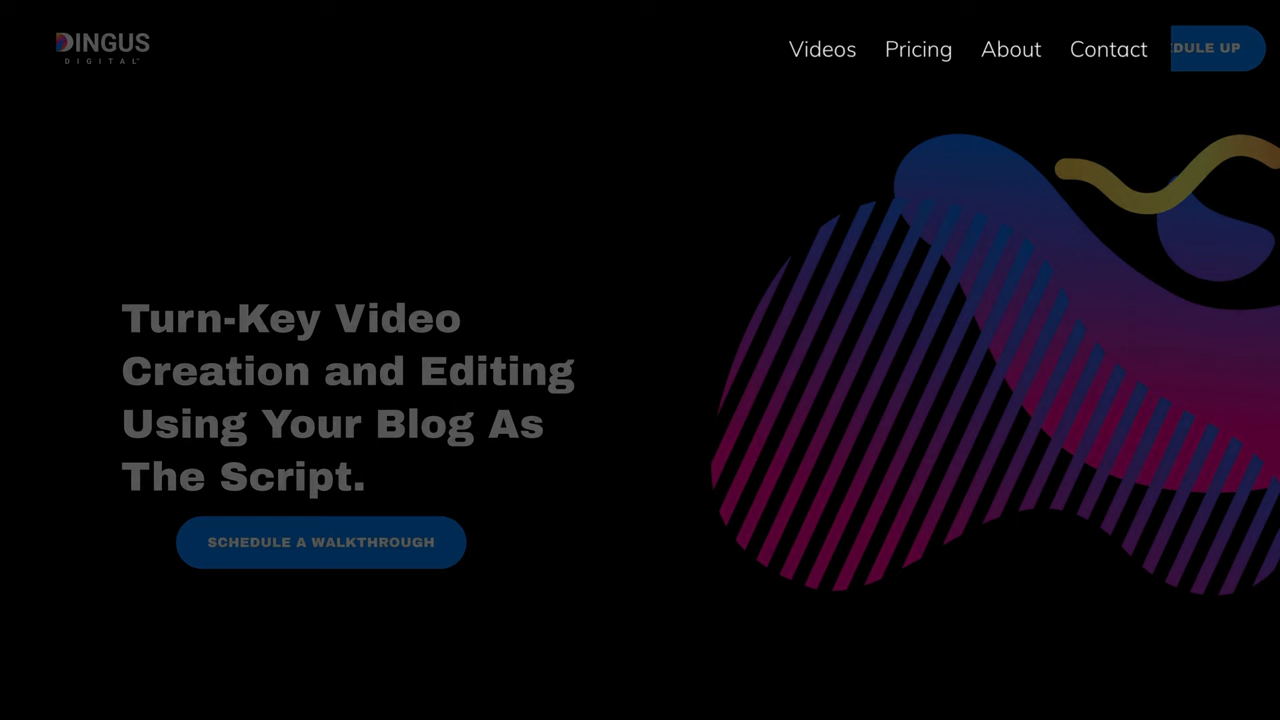 DINGUS
DIGITAL
Videos Pricing About Contact
DULE UP
Turn-Key Video
Creation and Editing
Using Your Blog As
The Script.
SCHEDULE A WALKTHROUGH